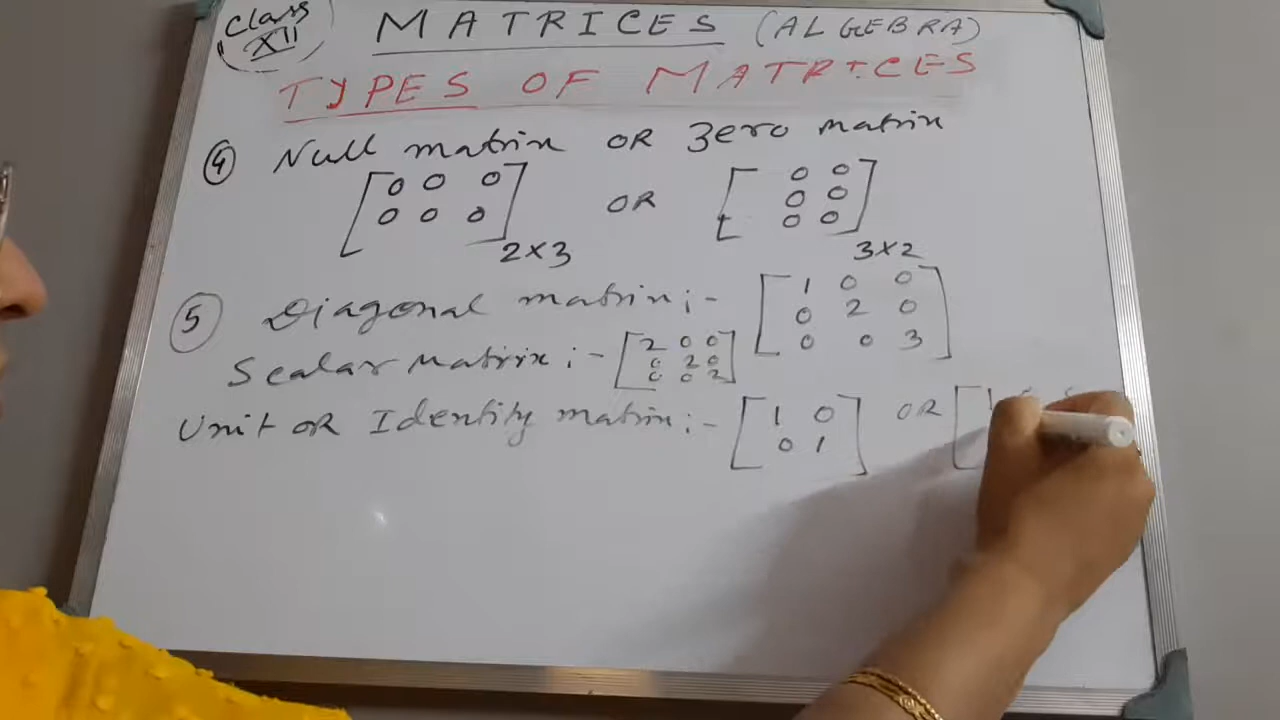 Class XII MATRICES (ALGEBRA)
TYPES OF MATRICES
④ Null matrix OR Zero matrix
[0 0 0 OR [0 0
0 0 0] 0 0
2×3 0 0]
3×2
⑤ Diagonal matrix :- [1 0 0
0 2 0
0 0 3]
Scalar Matrix :- [2 0 0
0 2 0
0 0 2]
Unit OR Identity matrix :- [1 0 OR [1
0 1]